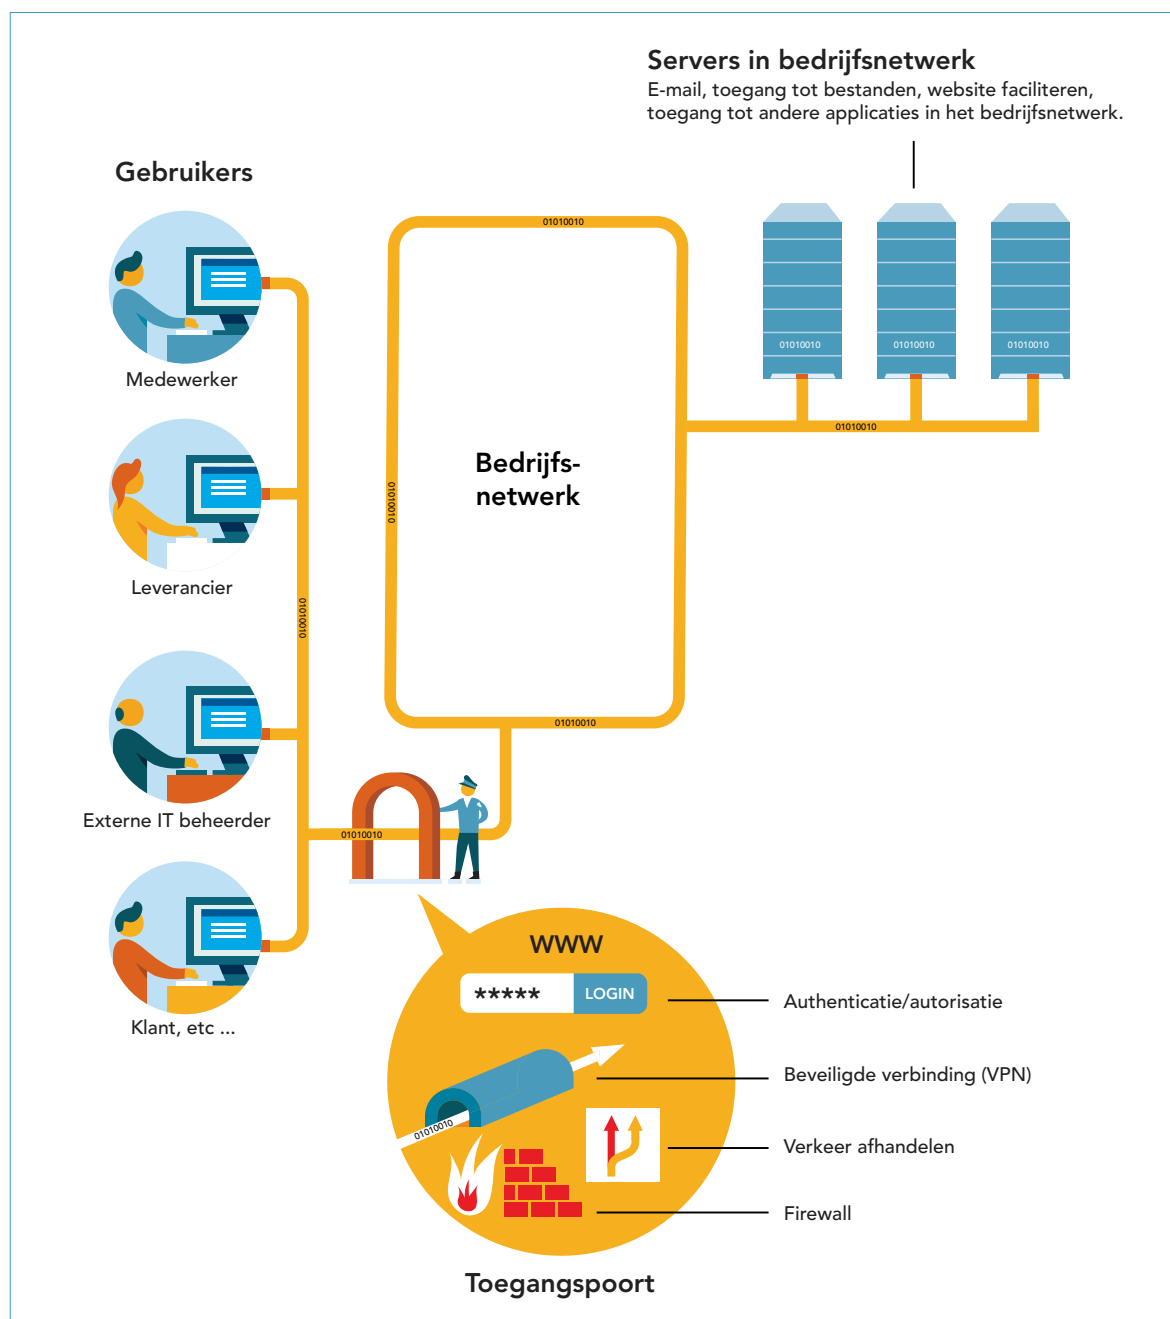 Servers in bedrijfsnetwerk
E-mail, toegang tot bestanden, website faciliteren,
toegang tot andere applicaties in het bedrijfsnetwerk.
Gebruikers
Medewerker
Leverancier
Externe IT beheerder
Klant, etc ...
01010010
01010010
01010010
01010010
01010010
Bedrijfs-
netwerk
01010010
01010010
01010010
01010010
01010010
WWW
***** LOGIN
01010010
Authenticatie/autorisatie
Beveiligde verbinding (VPN)
Verkeer afhandelen
Firewall
Toegangspoort